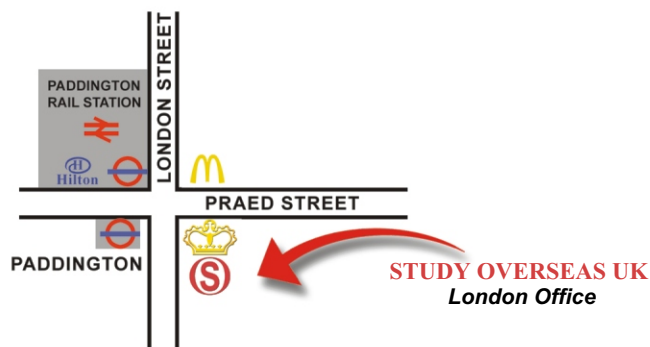 PADDINGTON
RAIL STATION
H
Hilton
LONDON STREET
PRAED STREET
PADDINGTON
S
STUDY OVERSEAS UK
London Office